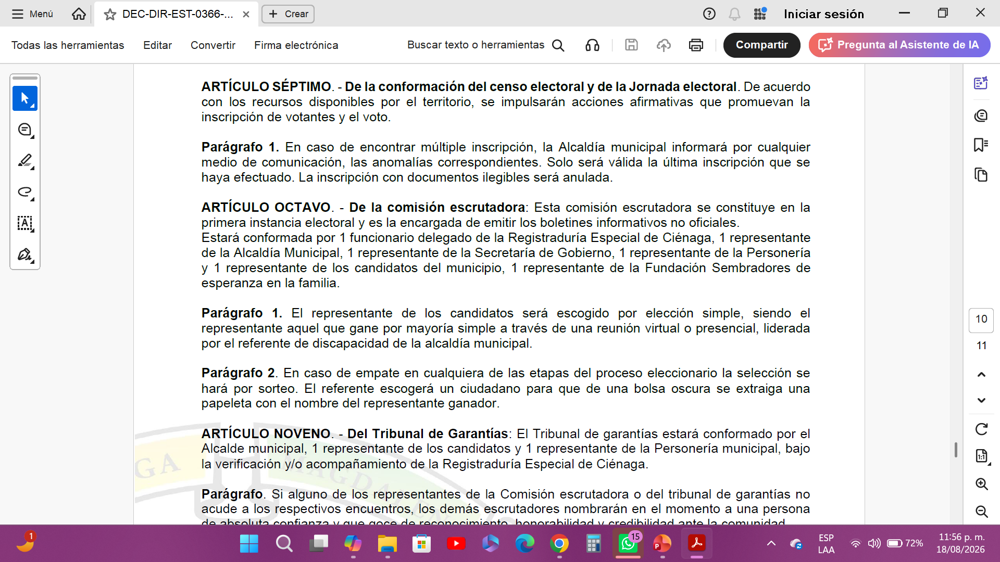 Menú
DEC-DIR-EST-0366-...
Crear
Iniciar sesión
Todas las herramientas
Editar
Convertir
Firma electrónica
Buscar texto o herramientas
Compartir
Pregunta al Asistente de IA
ARTÍCULO SÉPTIMO. - De la conformación del censo electoral y de la Jornada electoral. De acuerdo
con los recursos disponibles por el territorio, se impulsarán acciones afirmativas que promuevan la
inscripción de votantes y el voto.
Parágrafo 1. En caso de encontrar múltiple inscripción, la Alcaldía municipal informará por cualquier
medio de comunicación, las anomalías correspondientes. Solo será válida la última inscripción que se
haya efectuado. La inscripción con documentos ilegibles será anulada.
ARTÍCULO OCTAVO. - De la comisión escrutadora: Esta comisión escrutadora se constituye en la
primera instancia electoral y es la encargada de emitir los boletines informativos no oficiales.
Estará conformada por 1 funcionario delegado de la Registraduría Especial de Ciénaga, 1 representante
de la Alcaldía Municipal, 1 representante de la Secretaría de Gobierno, 1 representante de la Personería
y 1 representante de los candidatos del municipio, 1 representante de la Fundación Sembradores de
esperanza en la familia.
Parágrafo 1. El representante de los candidatos será escogido por elección simple, siendo el
representante aquel que gane por mayoría simple a través de una reunión virtual o presencial, liderada
por el referente de discapacidad de la alcaldía municipal.
Parágrafo 2. En caso de empate en cualquiera de las etapas del proceso eleccionario la selección se
hará por sorteo. El referente escogerá un ciudadano para que de una bolsa oscura se extraiga una
papeleta con el nombre del representante ganador.
ARTÍCULO NOVENO. - Del Tribunal de Garantías: El Tribunal de garantías estará conformado por el
Alcalde municipal, 1 representante de los candidatos y 1 representante de la Personería municipal, bajo
la verificación y/o acompañamiento de la Registraduría Especial de Ciénaga.
Parágrafo. Si alguno de los representantes de la Comisión escrutadora o del tribunal de garantías no
acude a los respectivos encuentros, los demás escrutadores nombrarán en el momento a una persona
de absoluta confianza y que goce de reconocimiento, honorabilidad y credibilidad ante la comunidad
GA
MAGDALEN
10
11
1:1
1
15
ESP
LAA
72%
11:56 p. m.
18/08/2026